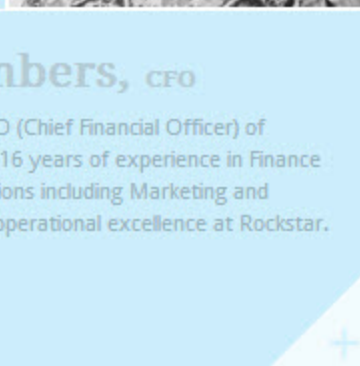 mbers, CFO
O (Chief Financial Officer) of
16 years of experience in Finance
ions including Marketing and
operational excellence at Rockstar.